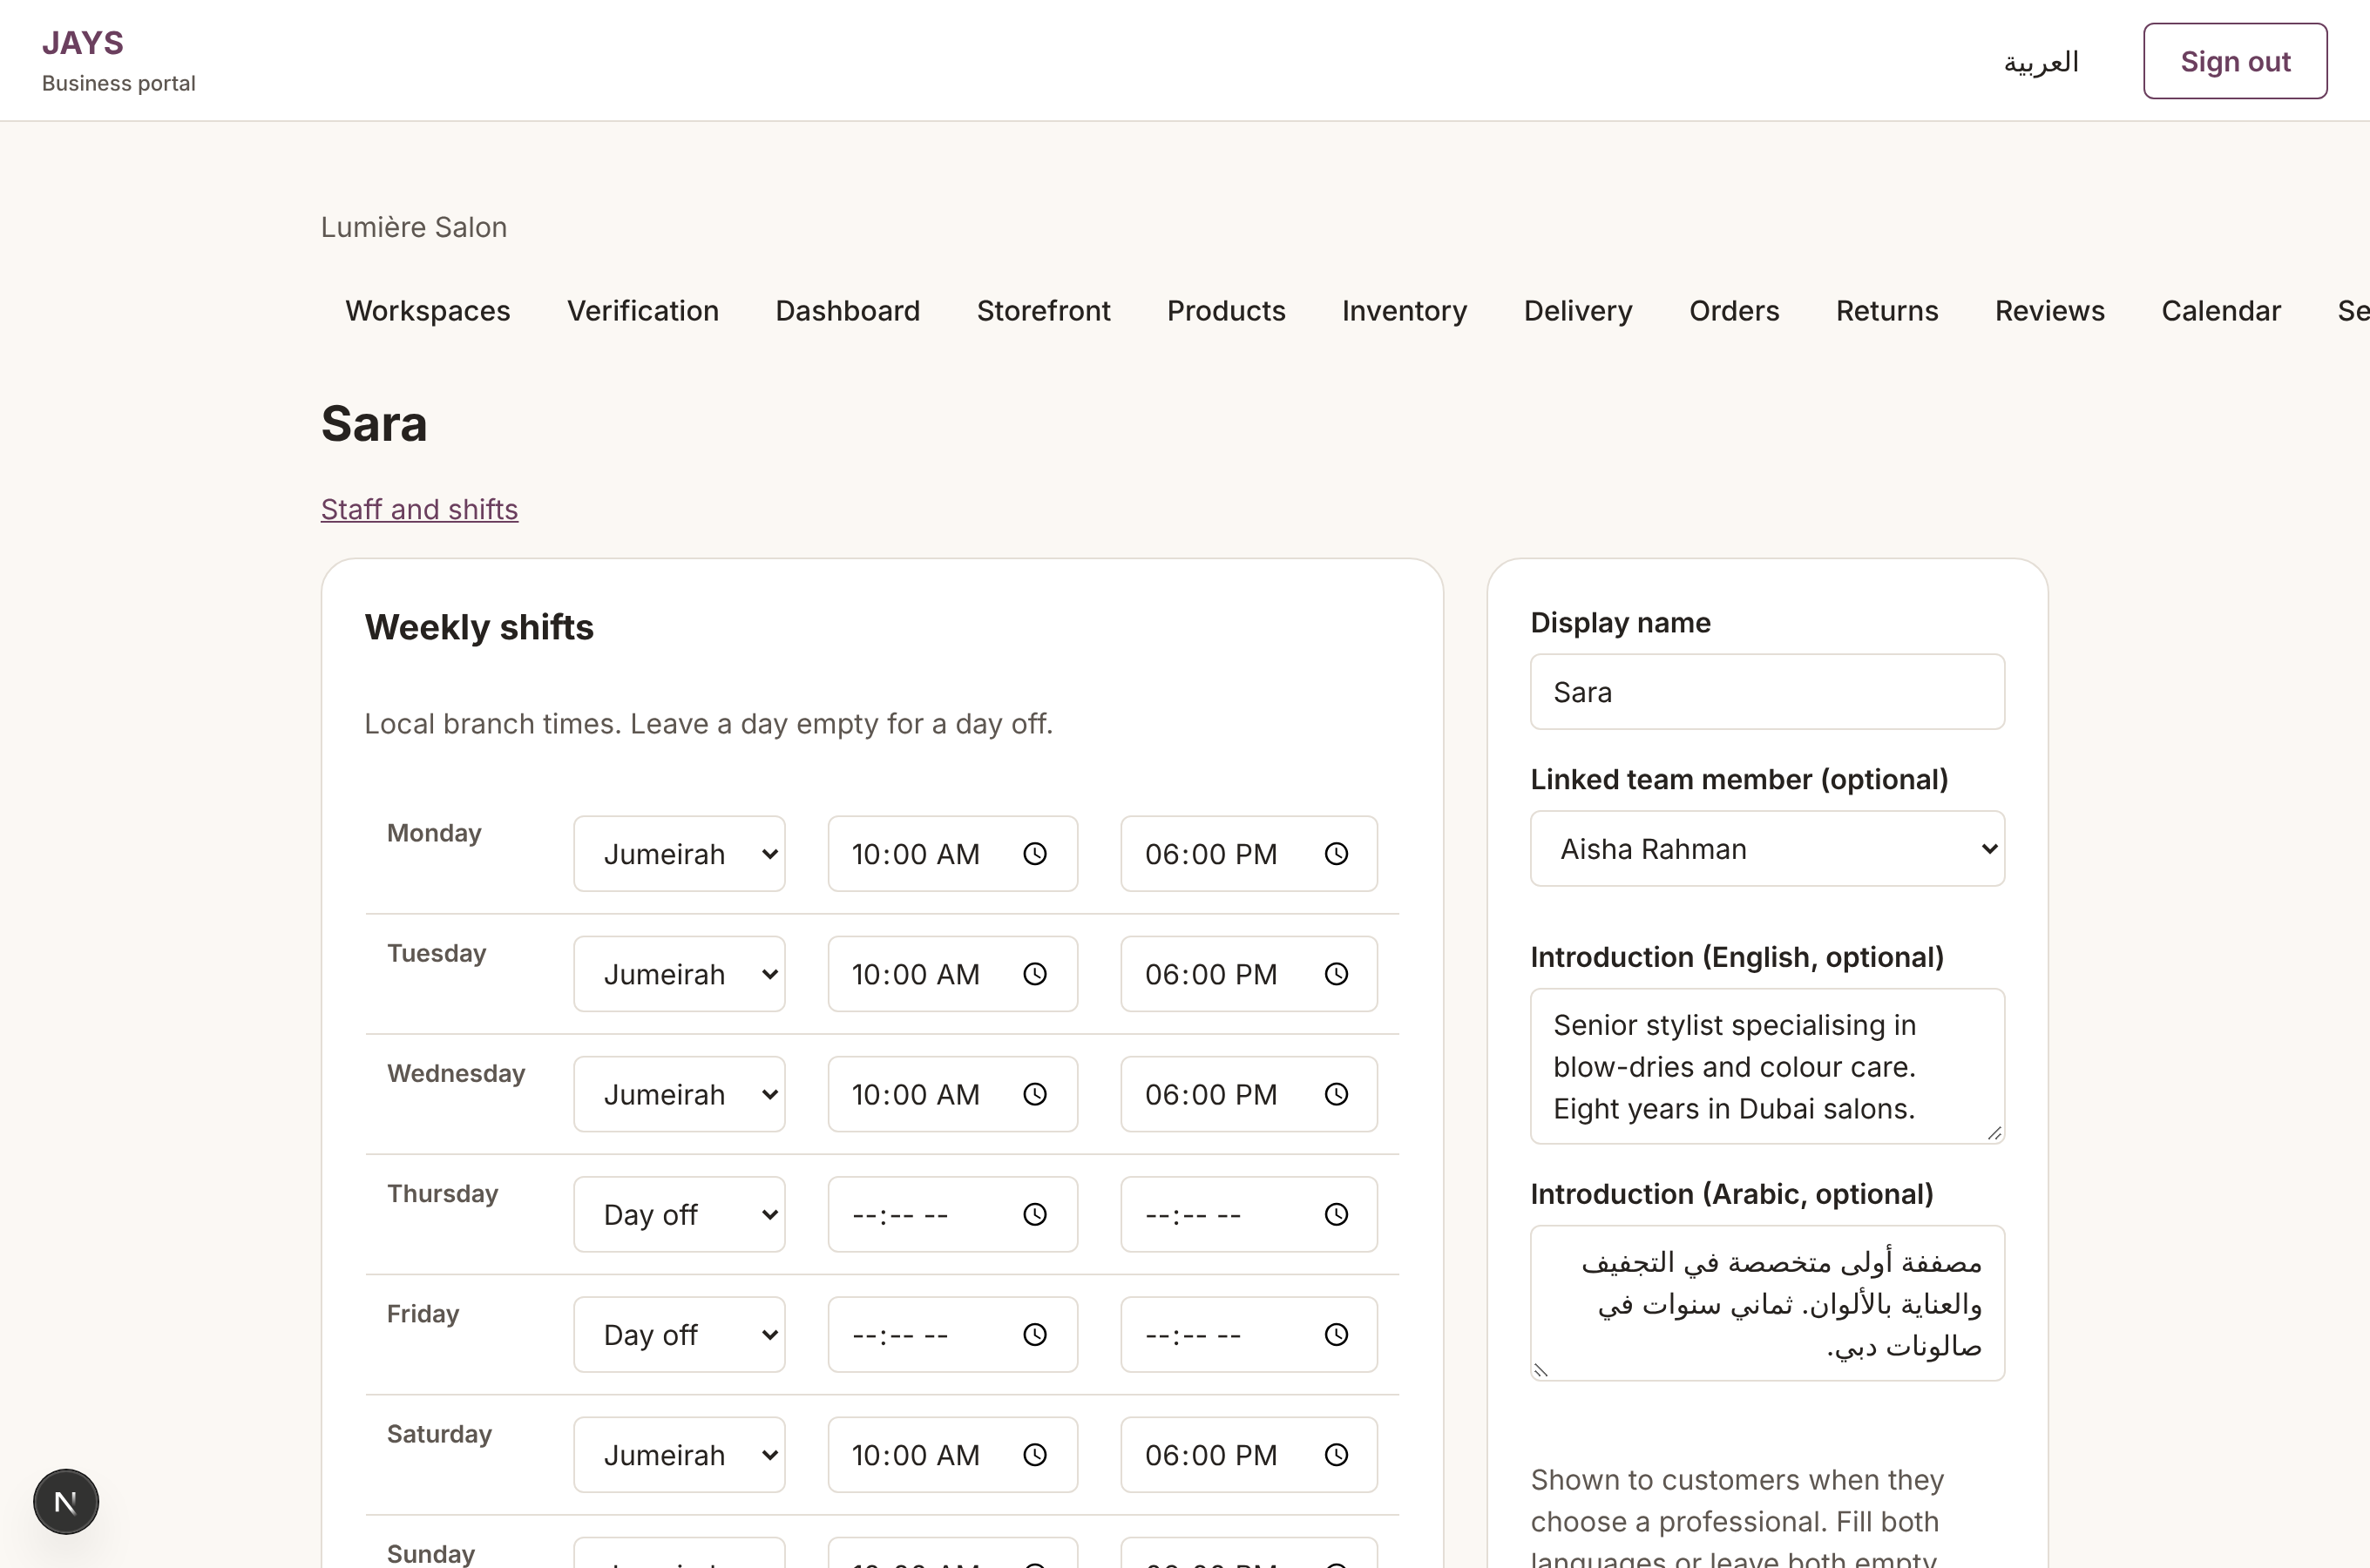 JAYS
Business portal
العربية
Sign out
Lumière Salon
Workspaces Verification Dashboard Storefront Products Inventory Delivery Orders Returns Reviews Calendar
Sara
Staff and shifts
Weekly shifts
Local branch times. Leave a day empty for a day off.
Monday Jumeirah 10:00 AM 06:00 PM
Tuesday Jumeirah 10:00 AM 06:00 PM
Wednesday Jumeirah 10:00 AM 06:00 PM
Thursday Day off --:-- -- --:-- --
Friday Day off --:-- -- --:-- --
Saturday Jumeirah 10:00 AM 06:00 PM
Sunday
Display name
Sara
Linked team member (optional)
Aisha Rahman
Introduction (English, optional)
Senior stylist specialising in
blow-dries and colour care.
Eight years in Dubai salons.
Introduction (Arabic, optional)
مصففة أولى متخصصة في التجفيف
والعناية بالألوان. ثماني سنوات في
صالونات دبي.
Shown to customers when they
choose a professional. Fill both
languages or leave both empty
N